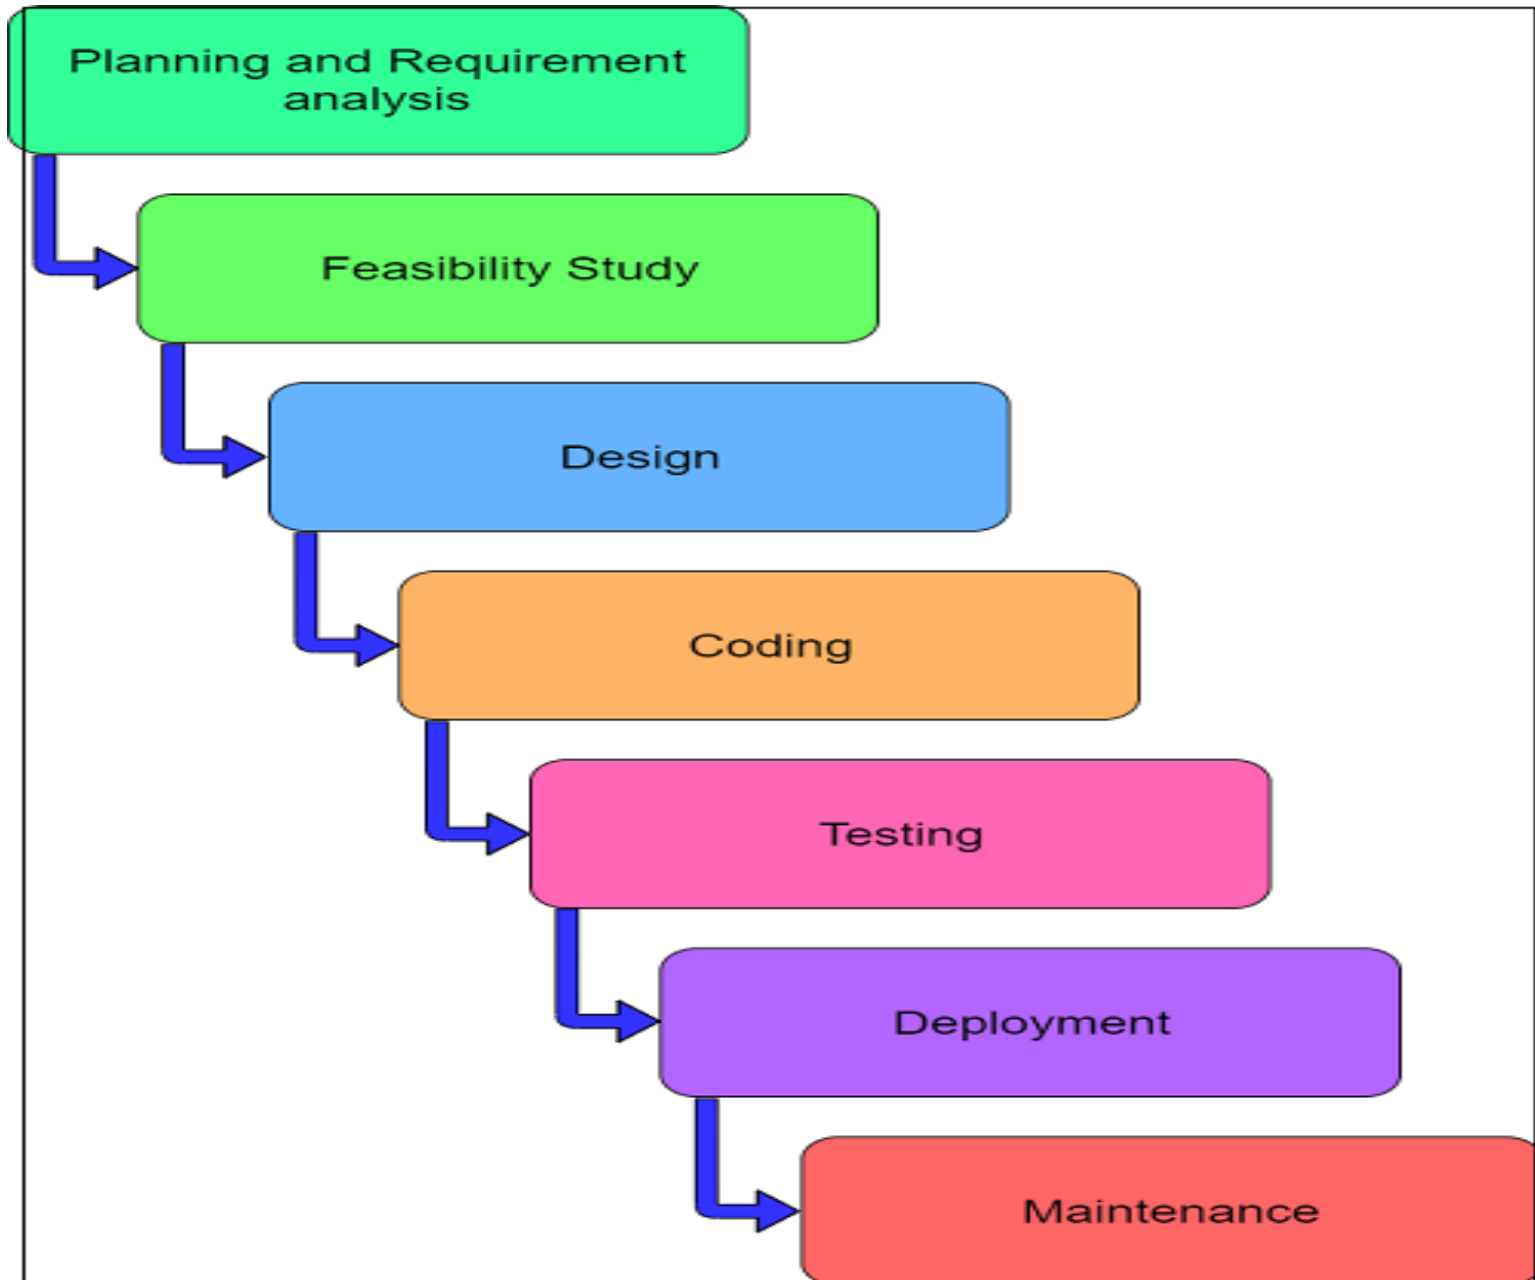 Planning and Requirement
analysis
Feasibility Study
Design
Coding
Testing
Deployment
Maintenance